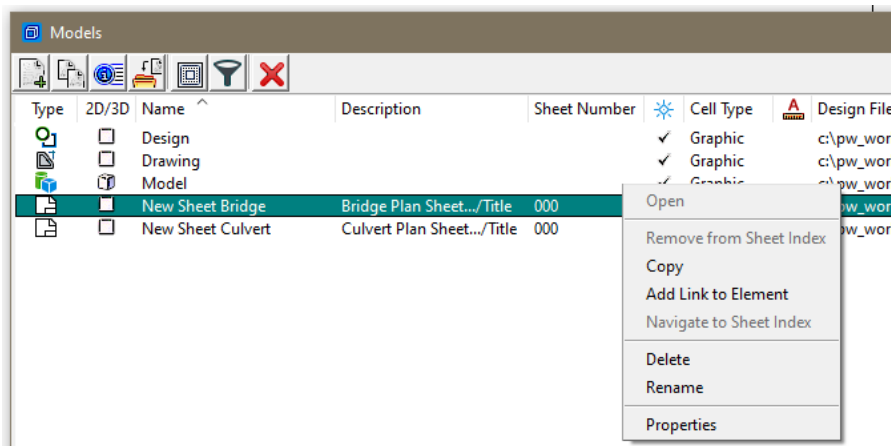 Models
Type 2D/3D Name Description Sheet Number Cell Type A Design File
Design Graphic c:\pw_wor
Drawing Graphic c:\pw_wor
Model Graphic c:\pw_wor
New Sheet Bridge Bridge Plan Sheet.../Title 000 pw_wor
New Sheet Culvert Culvert Plan Sheet.../Title 000 pw_wor
Open
Remove from Sheet Index
Copy
Add Link to Element
Navigate to Sheet Index
Delete
Rename
Properties